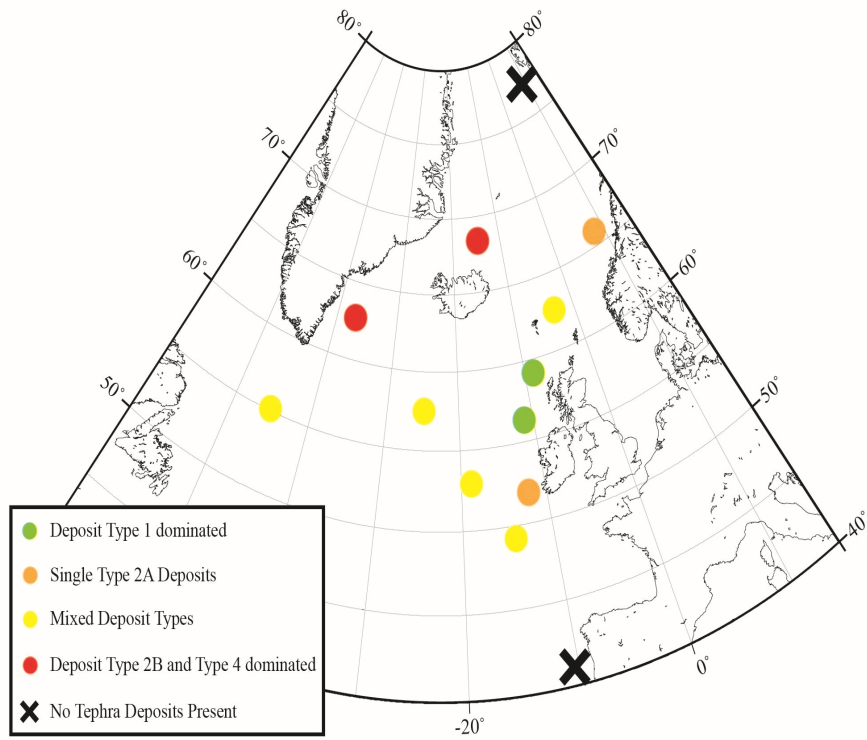 80°
80°
70°
70°
60°
60°
50°
50°
40°
0°
-20°
Deposit Type 1 dominated
Single Type 2A Deposits
Mixed Deposit Types
Deposit Type 2B and Type 4 dominated
No Tephra Deposits Present